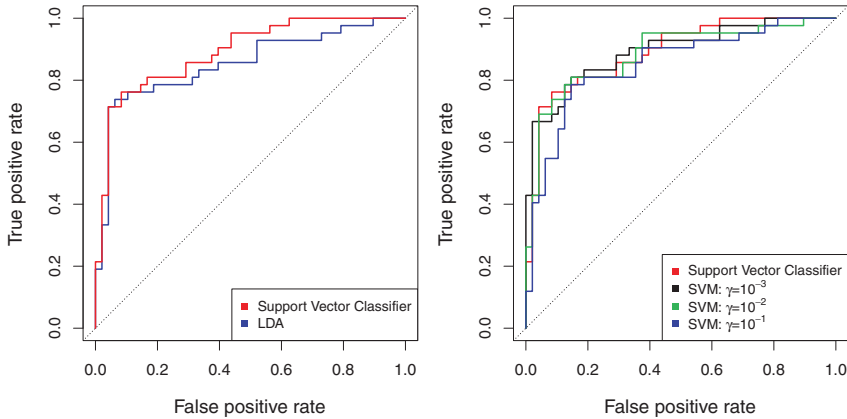 1.0
0.8
0.6
0.4
0.2
0.0
True positive rate
Support Vector Classifier
LDA
0.0 0.2 0.4 0.6 0.8 1.0
False positive rate
1.0
0.8
0.6
0.4
0.2
0.0
True positive rate
Support Vector Classifier
SVM: γ=10⁻³
SVM: γ=10⁻²
SVM: γ=10⁻¹
0.0 0.2 0.4 0.6 0.8 1.0
False positive rate